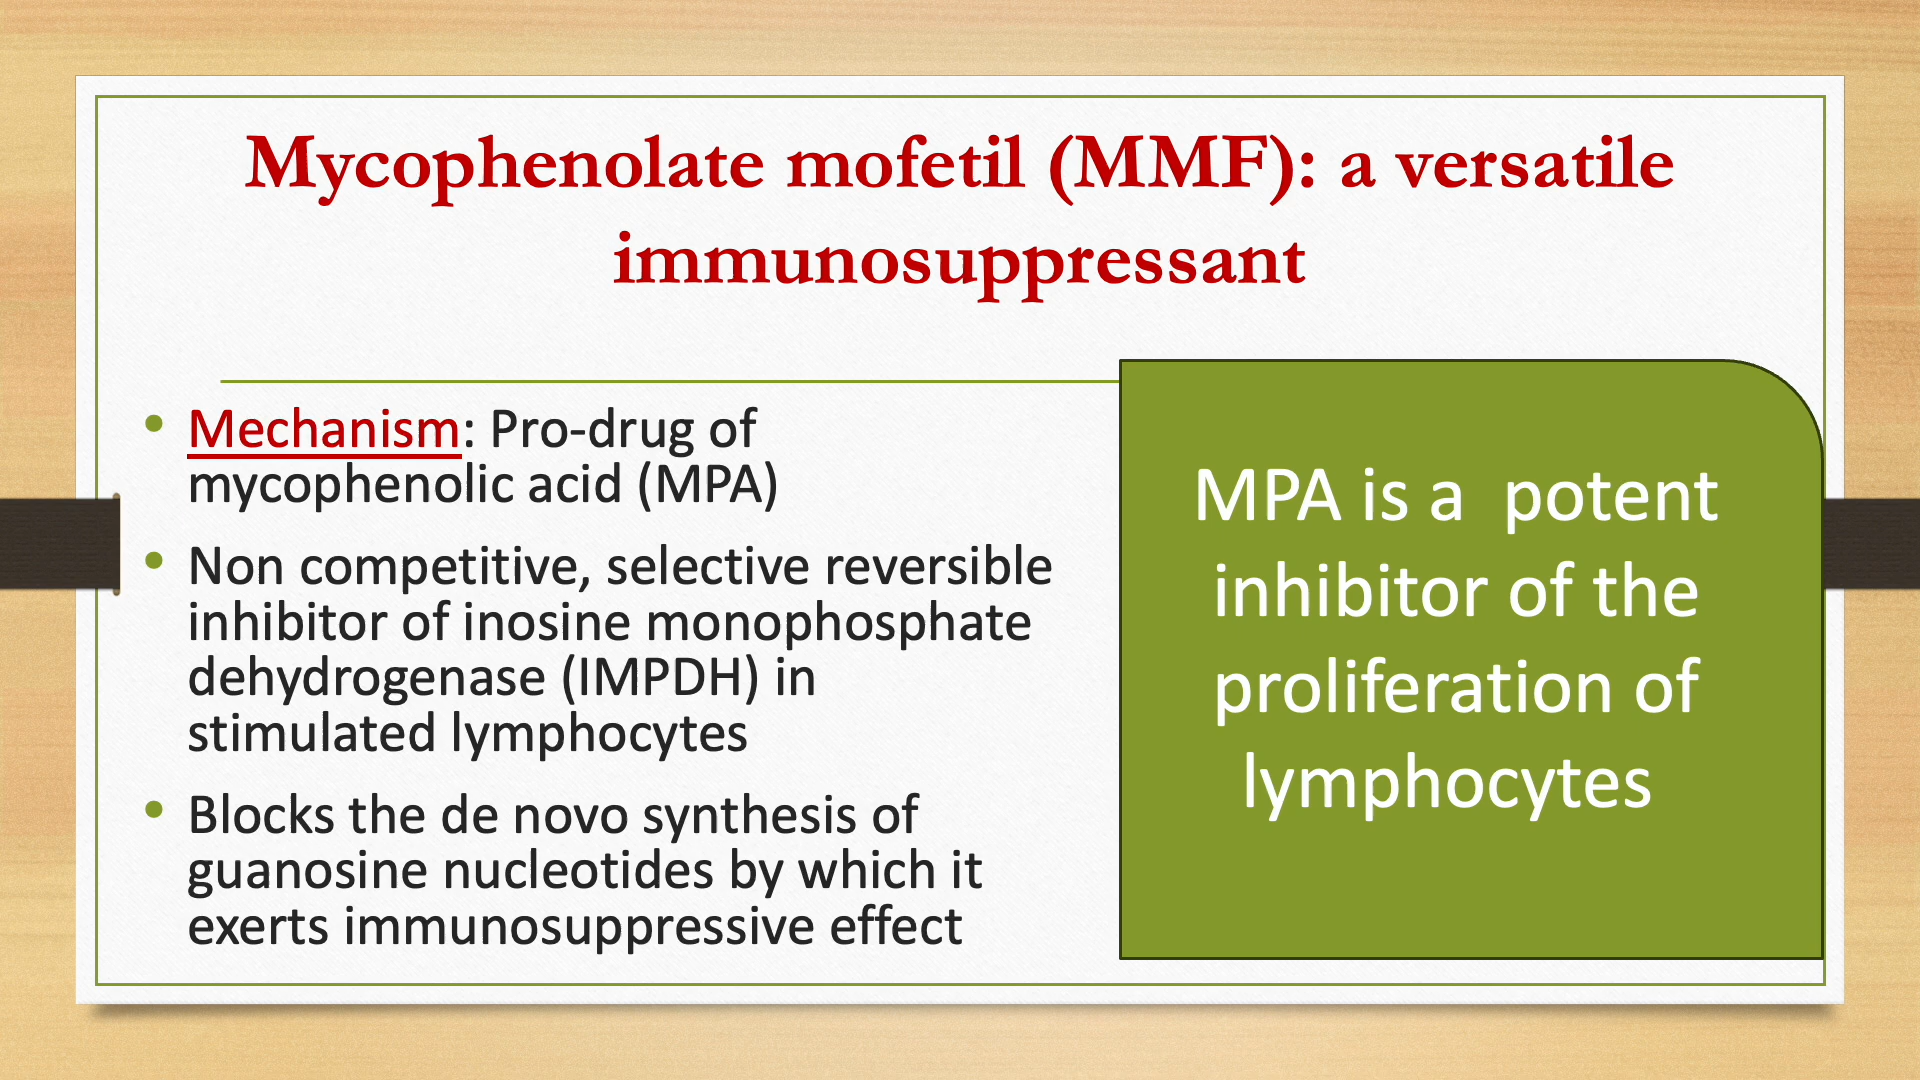 Mycophenolate mofetil (MMF): a versatile
immunosuppressant
• Mechanism: Pro-drug of
mycophenolic acid (MPA)
• Non competitive, selective reversible
inhibitor of inosine monophosphate
dehydrogenase (IMPDH) in
stimulated lymphocytes
• Blocks the de novo synthesis of
guanosine nucleotides by which it
exerts immunosuppressive effect
MPA is a  potent
inhibitor of the
proliferation of
lymphocytes